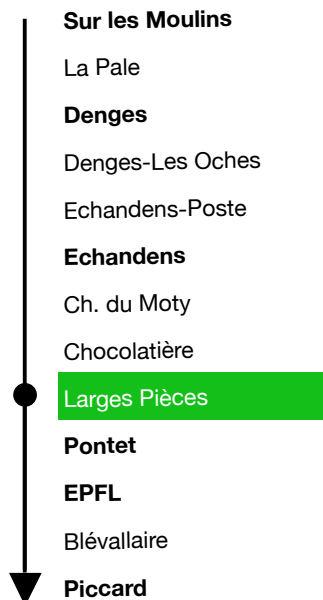 Sur les Moulins
La Pale
Denges
Denges-Les Oches
Echandens-Poste
Echandens
Ch. du Moty
Chocolatière
Larges Pièces
Pontet
EPFL
Blévallaire
Piccard